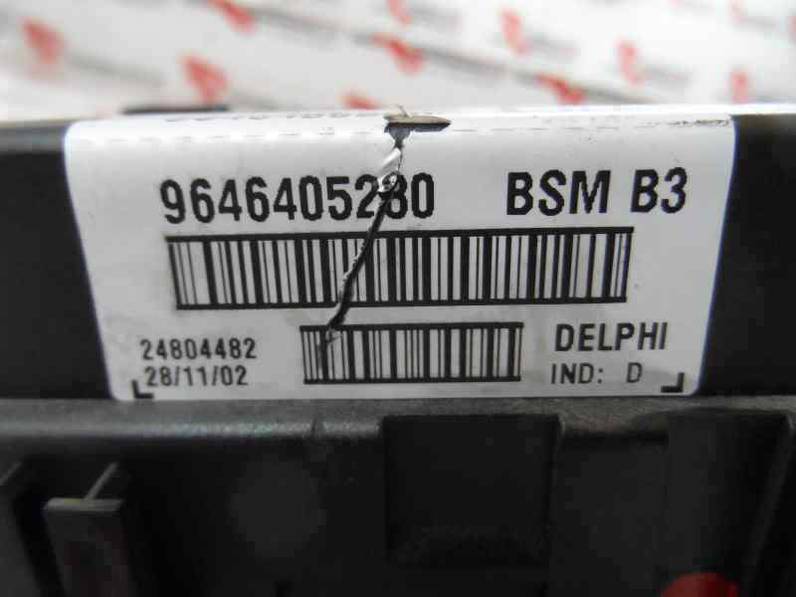 9646405280 BSM B3
24804482 DELPHI
28/11/02 IND: D